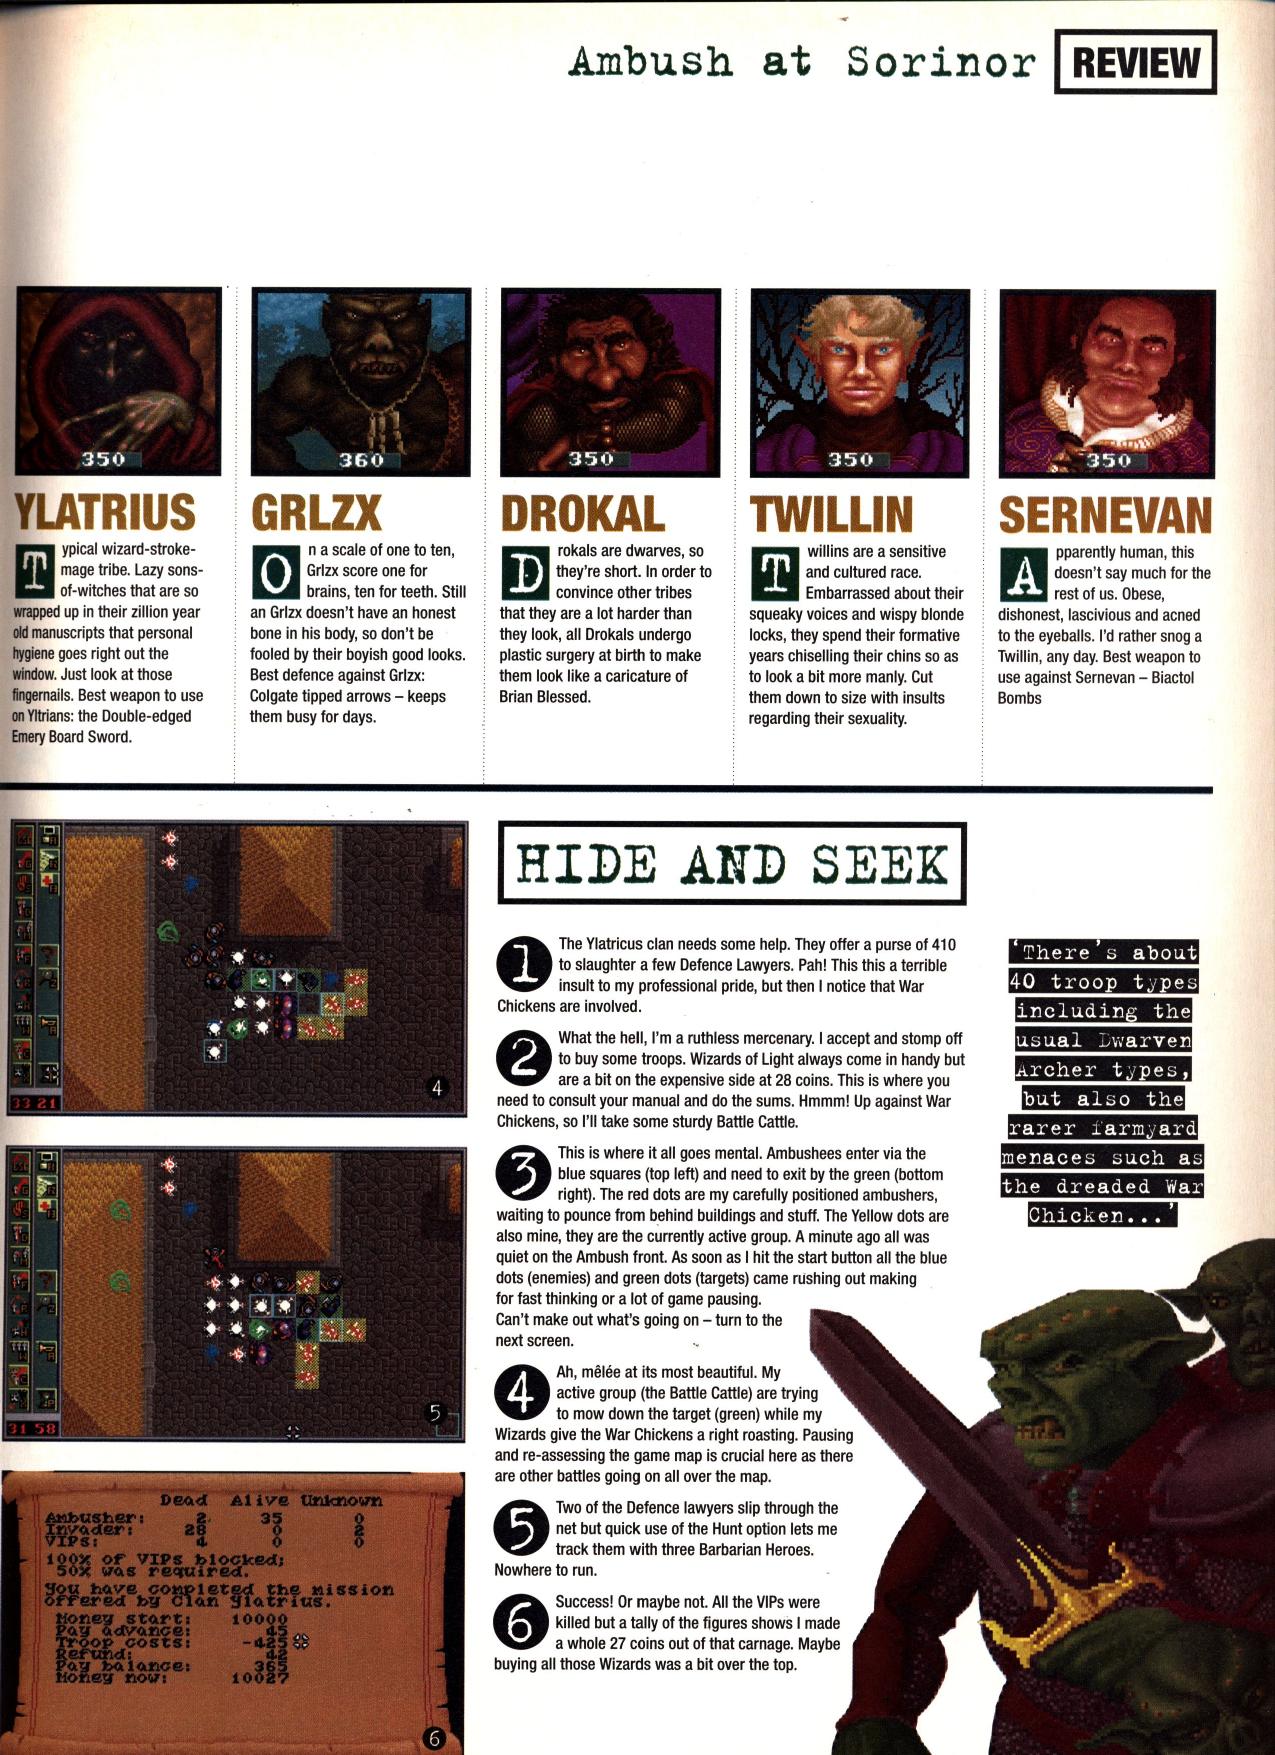 Ambush at Sorinor REVIEW
350
360
350
350
350
YLATRIUS
Typical wizard-stroke-
mage tribe. Lazy sons-
of-witches that are so
wrapped up in their zillion year
old manuscripts that personal
hygiene goes right out the
window. Just look at those
fingernails. Best weapon to use
on Yltrians: the Double-edged
Emery Board Sword.
GRLZX
On a scale of one to ten,
Grlzx score one for
brains, ten for teeth. Still
an Grlzx doesn't have an honest
bone in his body, so don't be
fooled by their boyish good looks.
Best defence against Grlzx:
Colgate tipped arrows – keeps
them busy for days.
DROKAL
Drokals are dwarves, so
they're short. In order to
convince other tribes
that they are a lot harder than
they look, all Drokals undergo
plastic surgery at birth to make
them look like a caricature of
Brian Blessed.
TWILLIN
Twillins are a sensitive
and cultured race.
Embarrassed about their
squeaky voices and wispy blonde
locks, they spend their formative
years chiselling their chins so as
to look a bit more manly. Cut
them down to size with insults
regarding their sexuality.
SERNEVAN
Apparently human, this
doesn't say much for the
rest of us. Obese,
dishonest, lascivious and acned
to the eyeballs. I'd rather snog a
Twillin, any day. Best weapon to
use against Sernevan – Biactol
Bombs
33 21
4
31 58
5
Dead Alive Unknown
Ambusher: 2 35 0
Invader: 28 0 2
VIPs: 4 0 0
100% of VIPs blocked;
50% was required.
You have completed the mission
offered by Clan Ylatrius.
Money start: 10000
Pay advance: 45
Troop costs: -425
Refund: 42
Pay balance: 365
Money now: 10027
6
HIDE AND SEEK
1 The Ylatricus clan needs some help. They offer a purse of 410
to slaughter a few Defence Lawyers. Pah! This this a terrible
insult to my professional pride, but then I notice that War
Chickens are involved.
2 What the hell, I'm a ruthless mercenary. I accept and stomp off
to buy some troops. Wizards of Light always come in handy but
are a bit on the expensive side at 28 coins. This is where you
need to consult your manual and do the sums. Hmmm! Up against War
Chickens, so I'll take some sturdy Battle Cattle.
3 This is where it all goes mental. Ambushees enter via the
blue squares (top left) and need to exit by the green (bottom
right). The red dots are my carefully positioned ambushers,
waiting to pounce from behind buildings and stuff. The Yellow dots are
also mine, they are the currently active group. A minute ago all was
quiet on the Ambush front. As soon as I hit the start button all the blue
dots (enemies) and green dots (targets) came rushing out making
for fast thinking or a lot of game pausing.
Can't make out what's going on – turn to the
next screen.
4 Ah, mêlée at its most beautiful. My
active group (the Battle Cattle) are trying
to mow down the target (green) while my
Wizards give the War Chickens a right roasting. Pausing
and re-assessing the game map is crucial here as there
are other battles going on all over the map.
5 Two of the Defence lawyers slip through the
net but quick use of the Hunt option lets me
track them with three Barbarian Heroes.
Nowhere to run.
6 Success! Or maybe not. All the VIPs were
killed but a tally of the figures shows I made
a whole 27 coins out of that carnage. Maybe
buying all those Wizards was a bit over the top.
'There's about
40 troop types
including the
usual Dwarven
Archer types,
but also the
rarer farmyard
menaces such as
the dreaded War
Chicken...'